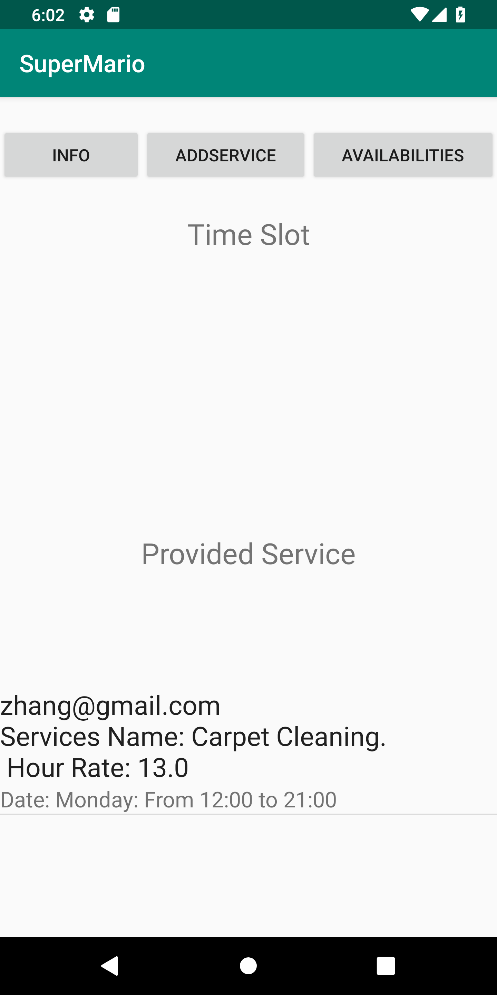 6:02
SuperMario
INFO ADDSERVICE AVAILABILITIES
Time Slot
Provided Service
zhang@gmail.com
Services Name: Carpet Cleaning.
Hour Rate: 13.0
Date: Monday: From 12:00 to 21:00